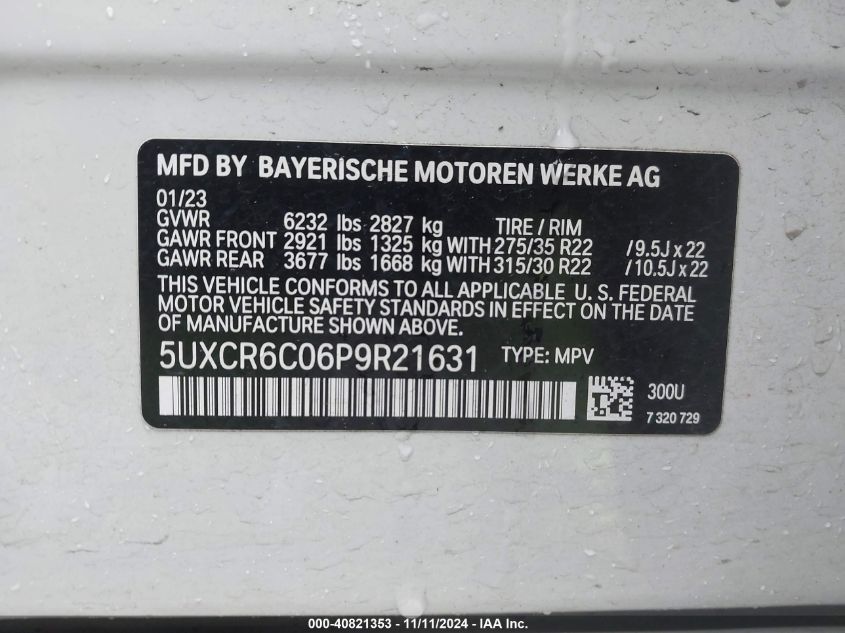 MFD BY BAYERISCHE MOTOREN WERKE AG
01/23
GVWR 6232 lbs 2827 kg TIRE / RIM
GAWR FRONT 2921 lbs 1325 kg WITH 275/35 R22 /9.5J x 22
GAWR REAR 3677 lbs 1668 kg WITH 315/30 R22 /10.5J x 22
THIS VEHICLE CONFORMS TO ALL APPLICABLE U. S. FEDERAL
MOTOR VEHICLE SAFETY STANDARDS IN EFFECT ON THE DATE
OF MANUFACTURE SHOWN ABOVE.
5UXCR6C06P9R21631 TYPE: MPV
300U
7 320 729
000-40821353 - 11/11/2024 - IAA Inc.